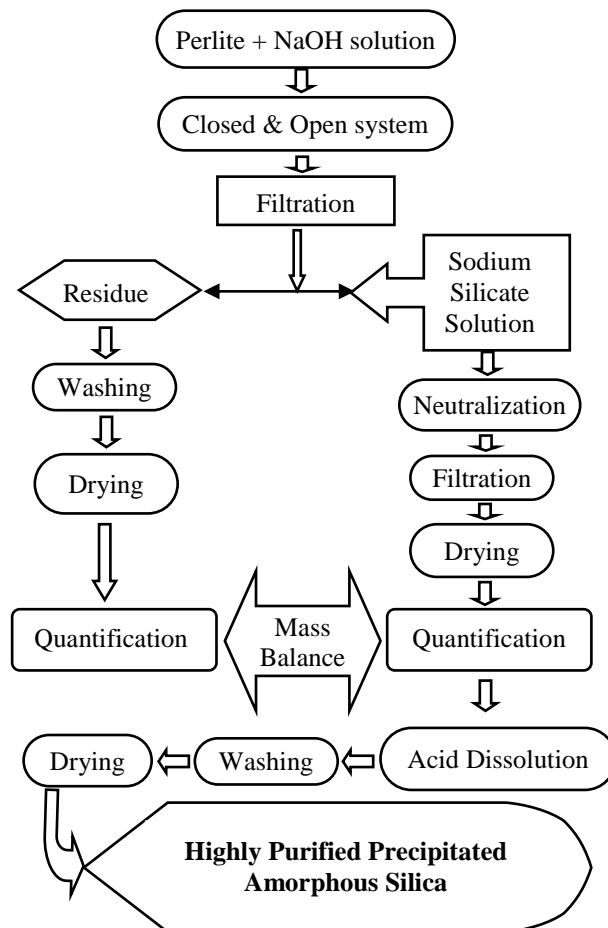 Perlite + NaOH solution
Closed & Open system
Filtration
Residue
Sodium
Silicate
Solution
Washing
Neutralization
Drying
Filtration
Drying
Quantification
Mass
Balance
Quantification
Drying
Washing
Acid Dissolution
Highly Purified Precipitated
Amorphous Silica